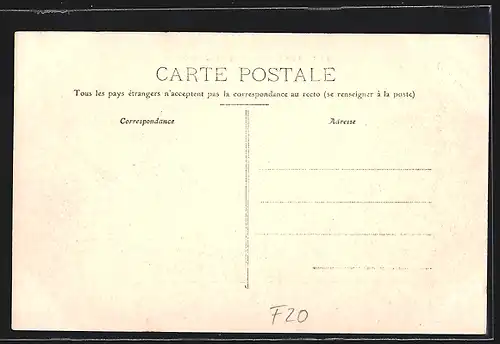 CARTE POSTALE
Tous les pays étrangers n'acceptent pas la correspondance au recto (se renseigner à la poste)
Correspondance
Adresse
F20